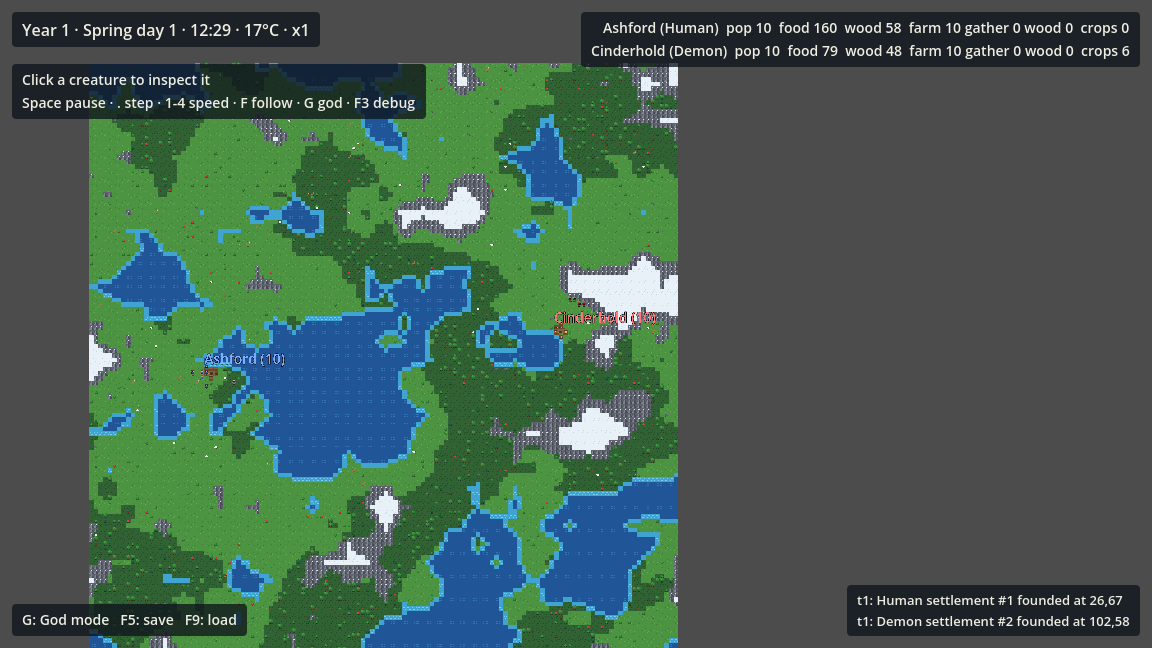 Year 1 · Spring day 1 · 12:29 · 17°C · x1
Ashford (Human)  pop 10  food 160  wood 58  farm 10 gather 0 wood 0  crops 0
Cinderhold (Demon)  pop 10  food 79  wood 48  farm 10 gather 0 wood 0  crops 6
Click a creature to inspect it
Space pause · . step · 1-4 speed · F follow · G god · F3 debug
Cinderhold (10)
Ashford (10)
G: God mode   F5: save   F9: load
t1: Human settlement #1 founded at 26,67
t1: Demon settlement #2 founded at 102,58